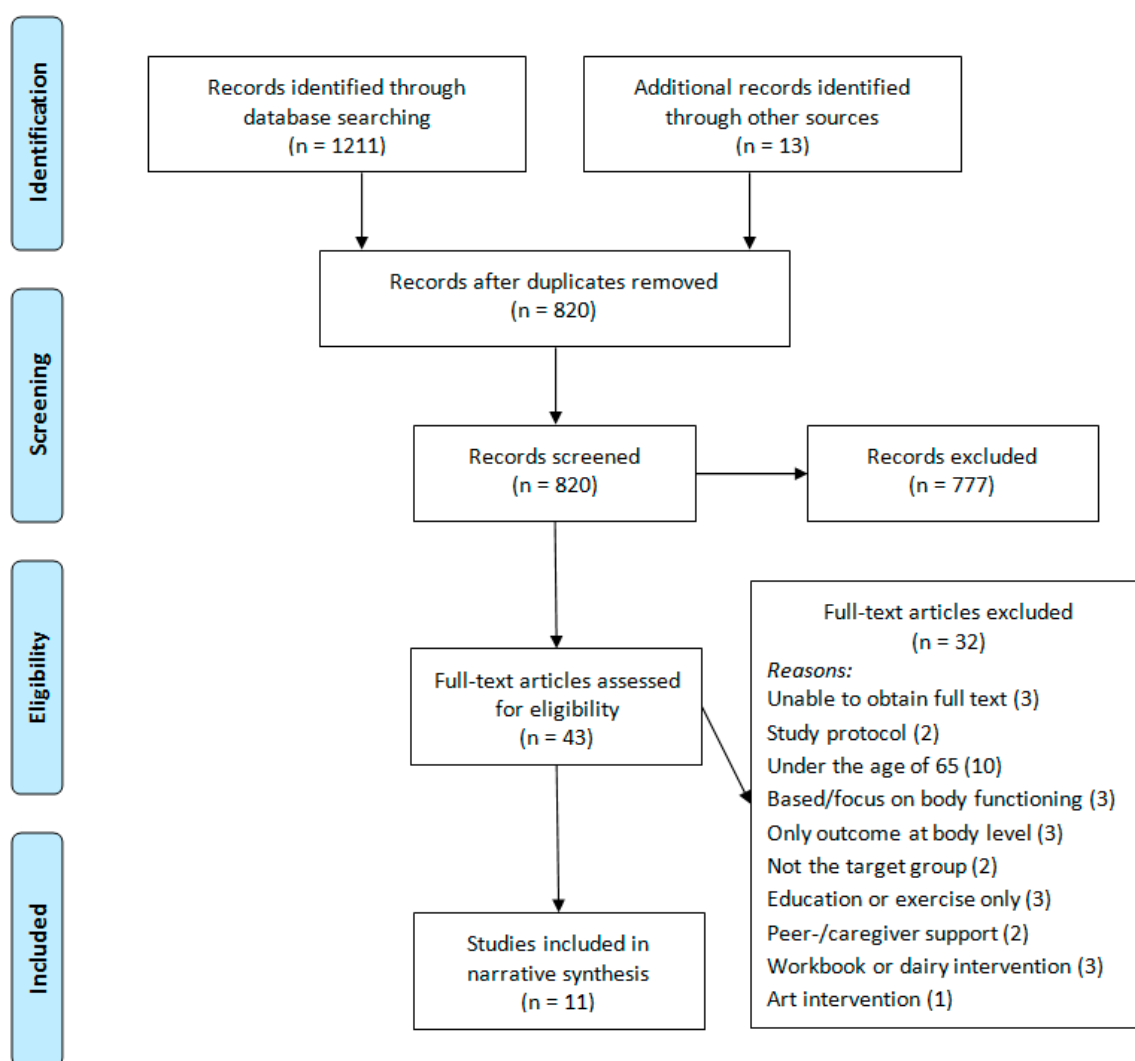 Identification
Records identified through
database searching
(n = 1211)
Additional records identified
through other sources
(n = 13)
Records after duplicates removed
(n = 820)
Screening
Records screened
(n = 820)
Records excluded
(n = 777)
Eligibility
Full-text articles assessed
for eligibility
(n = 43)
Full-text articles excluded
(n = 32)
Reasons:
Unable to obtain full text (3)
Study protocol (2)
Under the age of 65 (10)
Based/focus on body functioning (3)
Only outcome at body level (3)
Not the target group (2)
Education or exercise only (3)
Peer-/caregiver support (2)
Workbook or dairy intervention (3)
Art intervention (1)
Included
Studies included in
narrative synthesis
(n = 11)